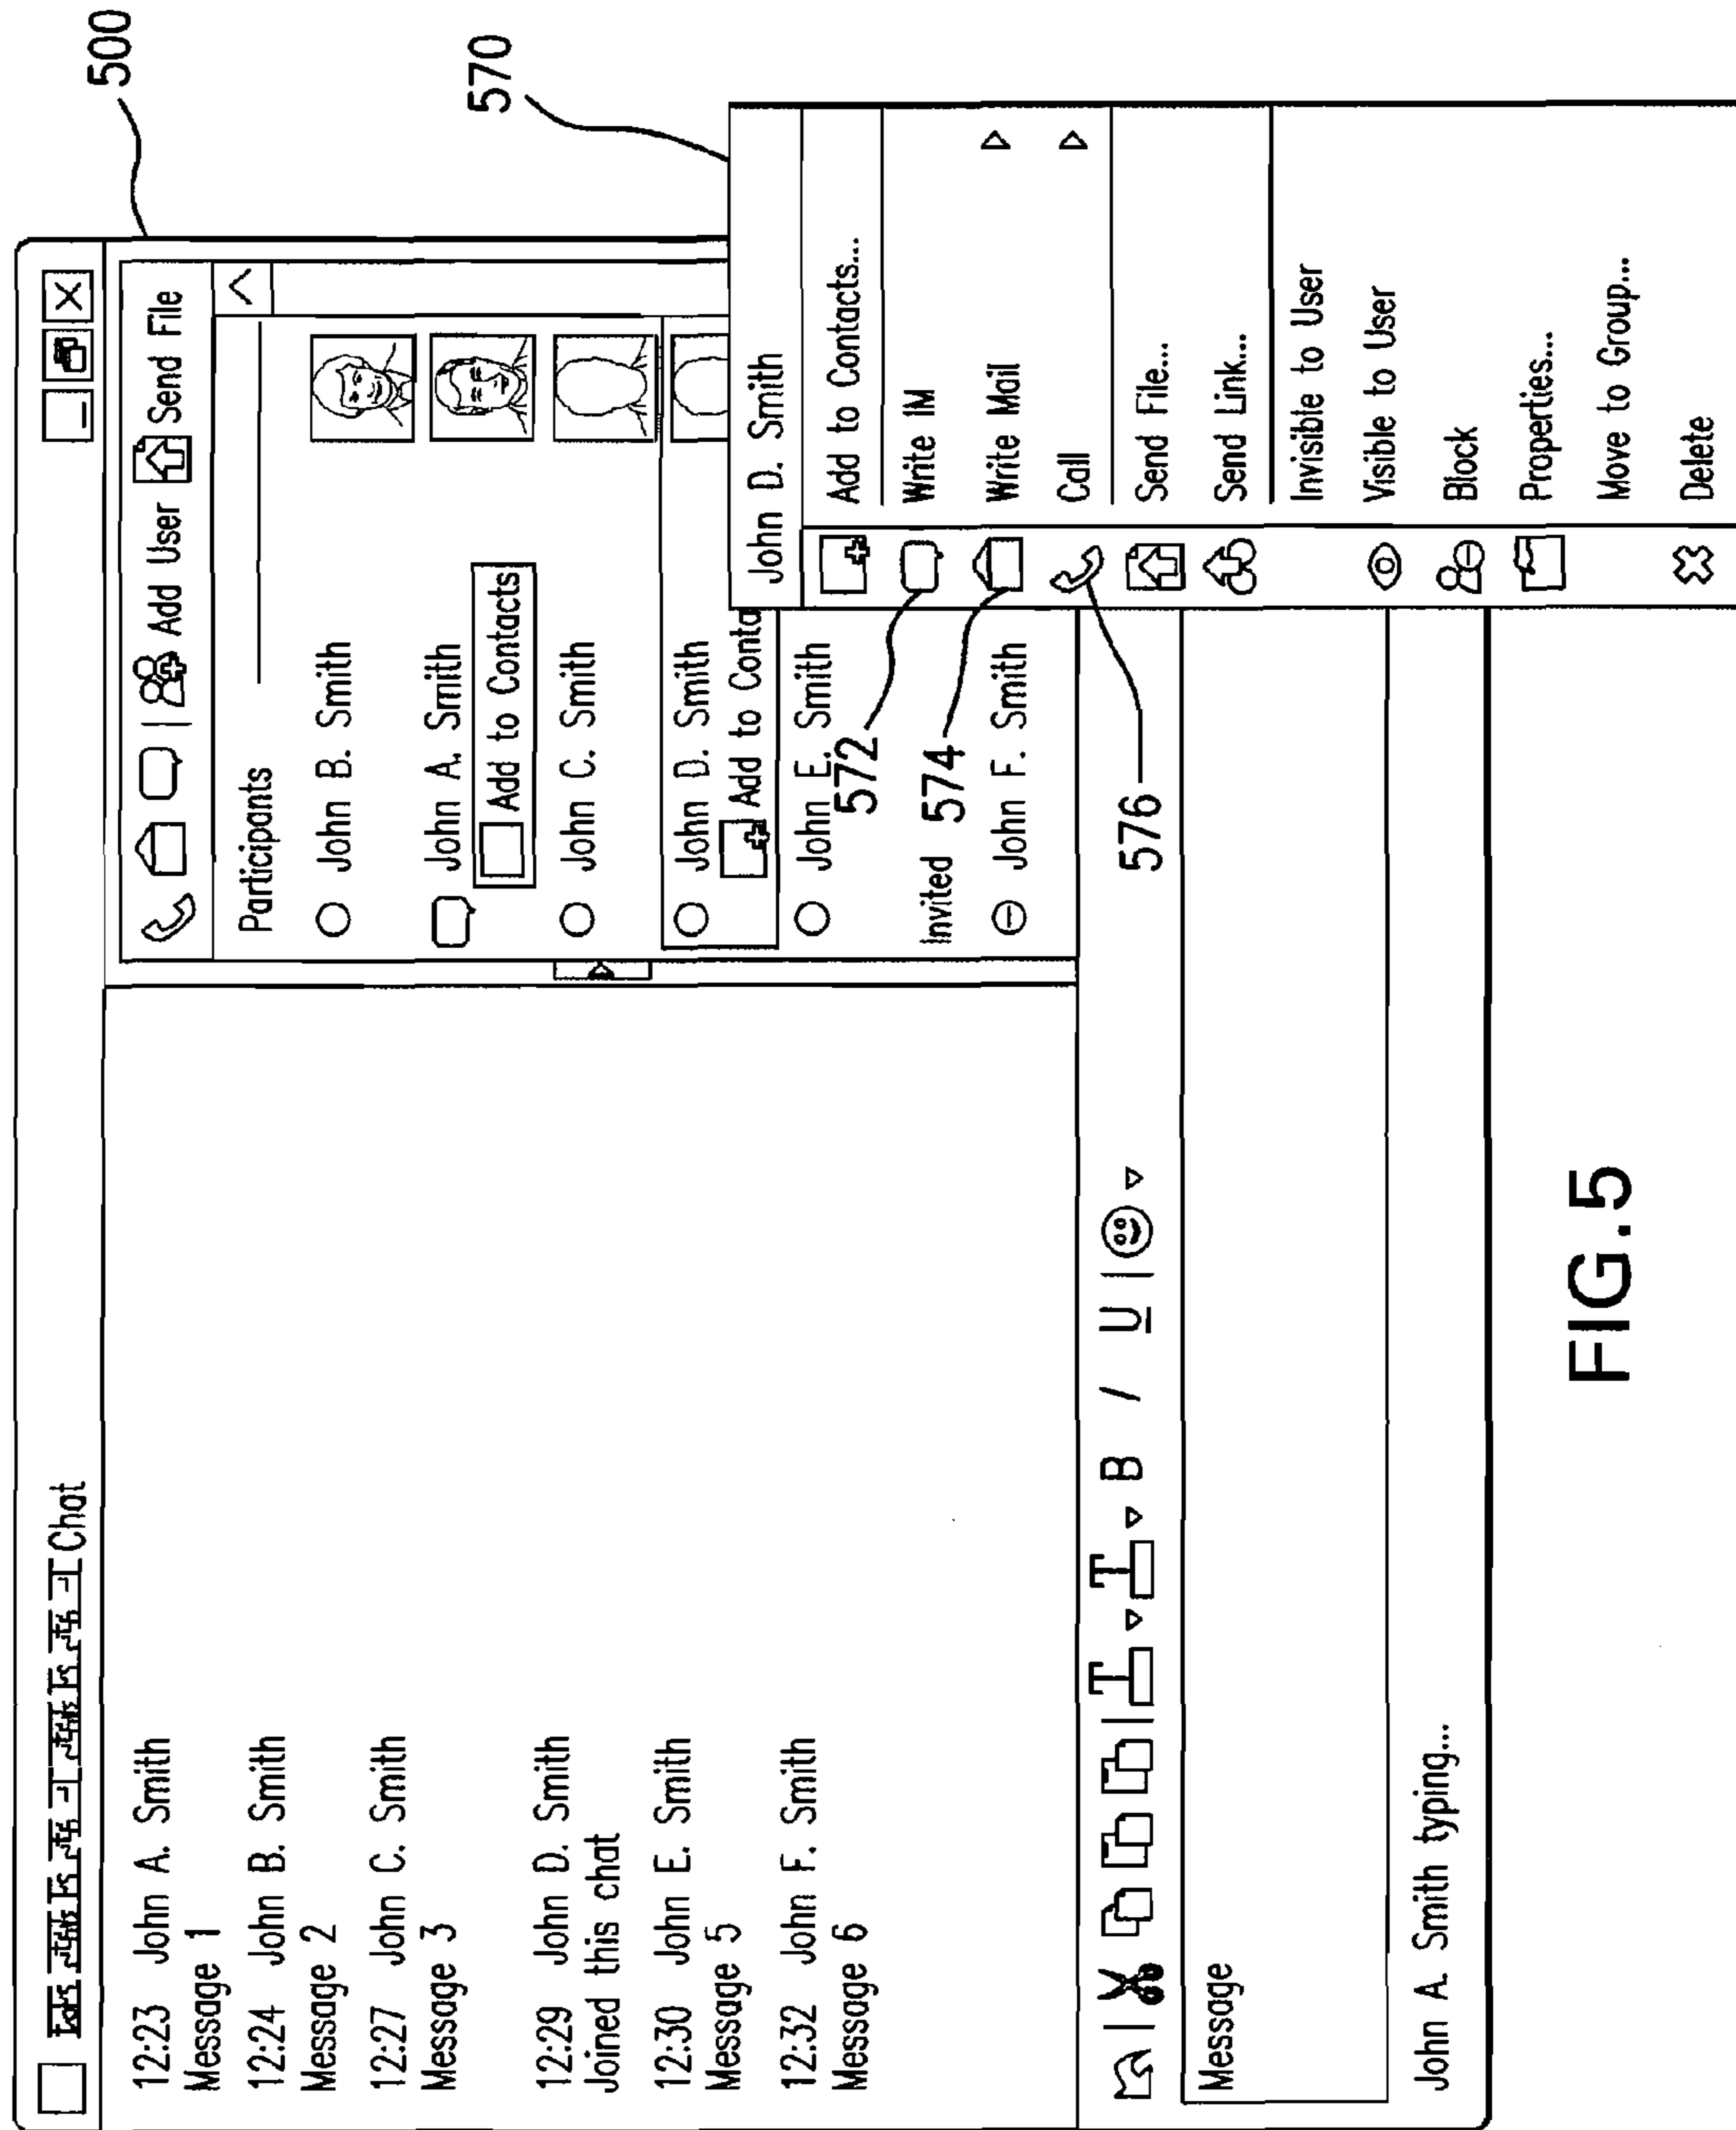 Chat
12:23 John A. Smith
Message 1
12:24 John B. Smith
Message 2
12:27 John C. Smith
Message 3
12:29 John D. Smith
Joined this chat
12:30 John E. Smith
Message 5
12:32 John F. Smith
Message 6
Add User Send File
Participants
John B. Smith
John A. Smith
Add to Contacts
John C. Smith
John D. Smith
Add to Conta
John E. Smith
Invited
John F. Smith
T T B / U
Message
John A. Smith typing...
John D. Smith
Add to Contacts...
Write IM
Write Mail
Call
Send File...
Send Link...
Invisible to User
Visible to User
Block
Properties...
Move to Group...
Delete
500
570
572
574
576
FIG.5